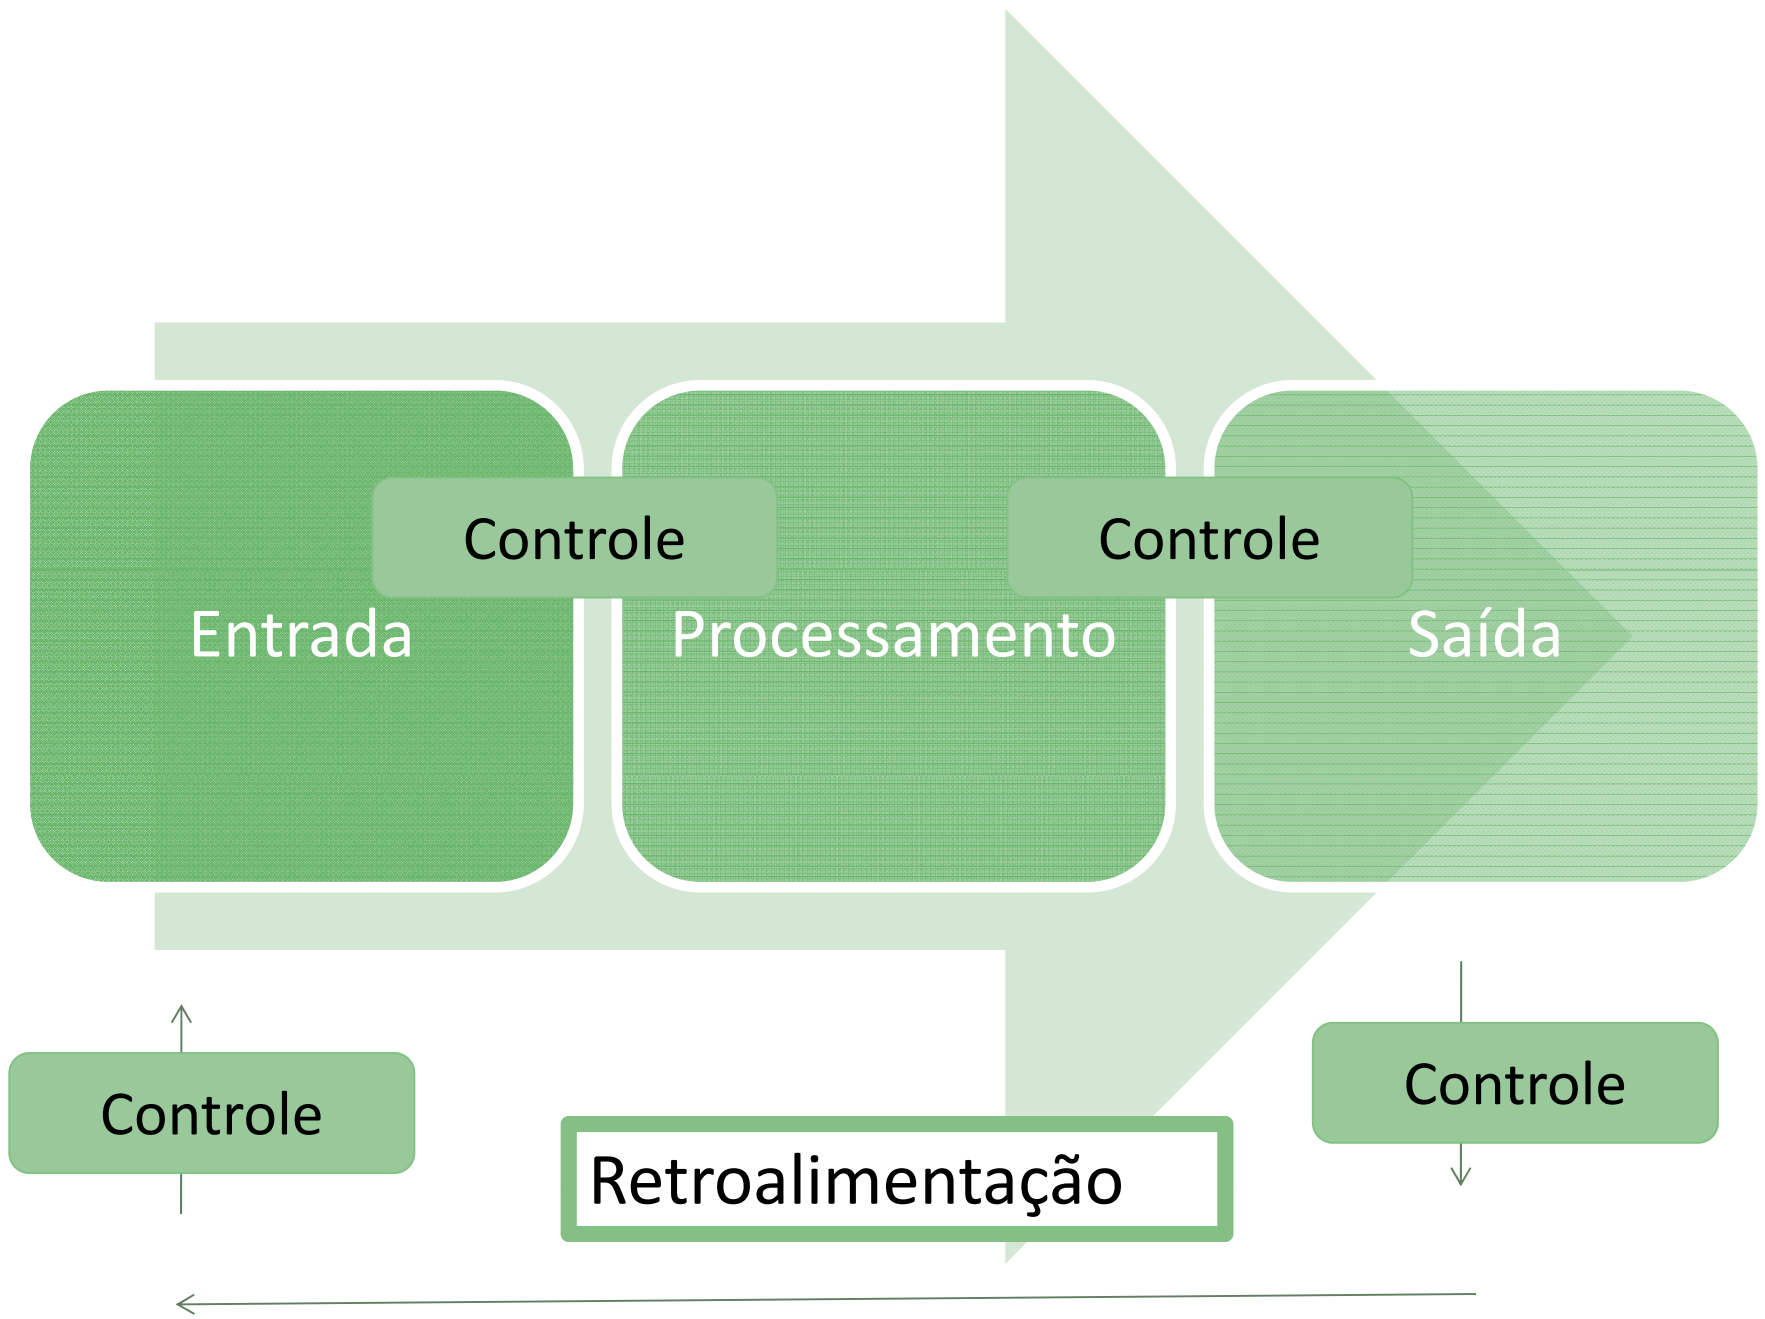 Controle
Controle
Entrada
Processamento
Saída
Controle
Controle
Retroalimentação